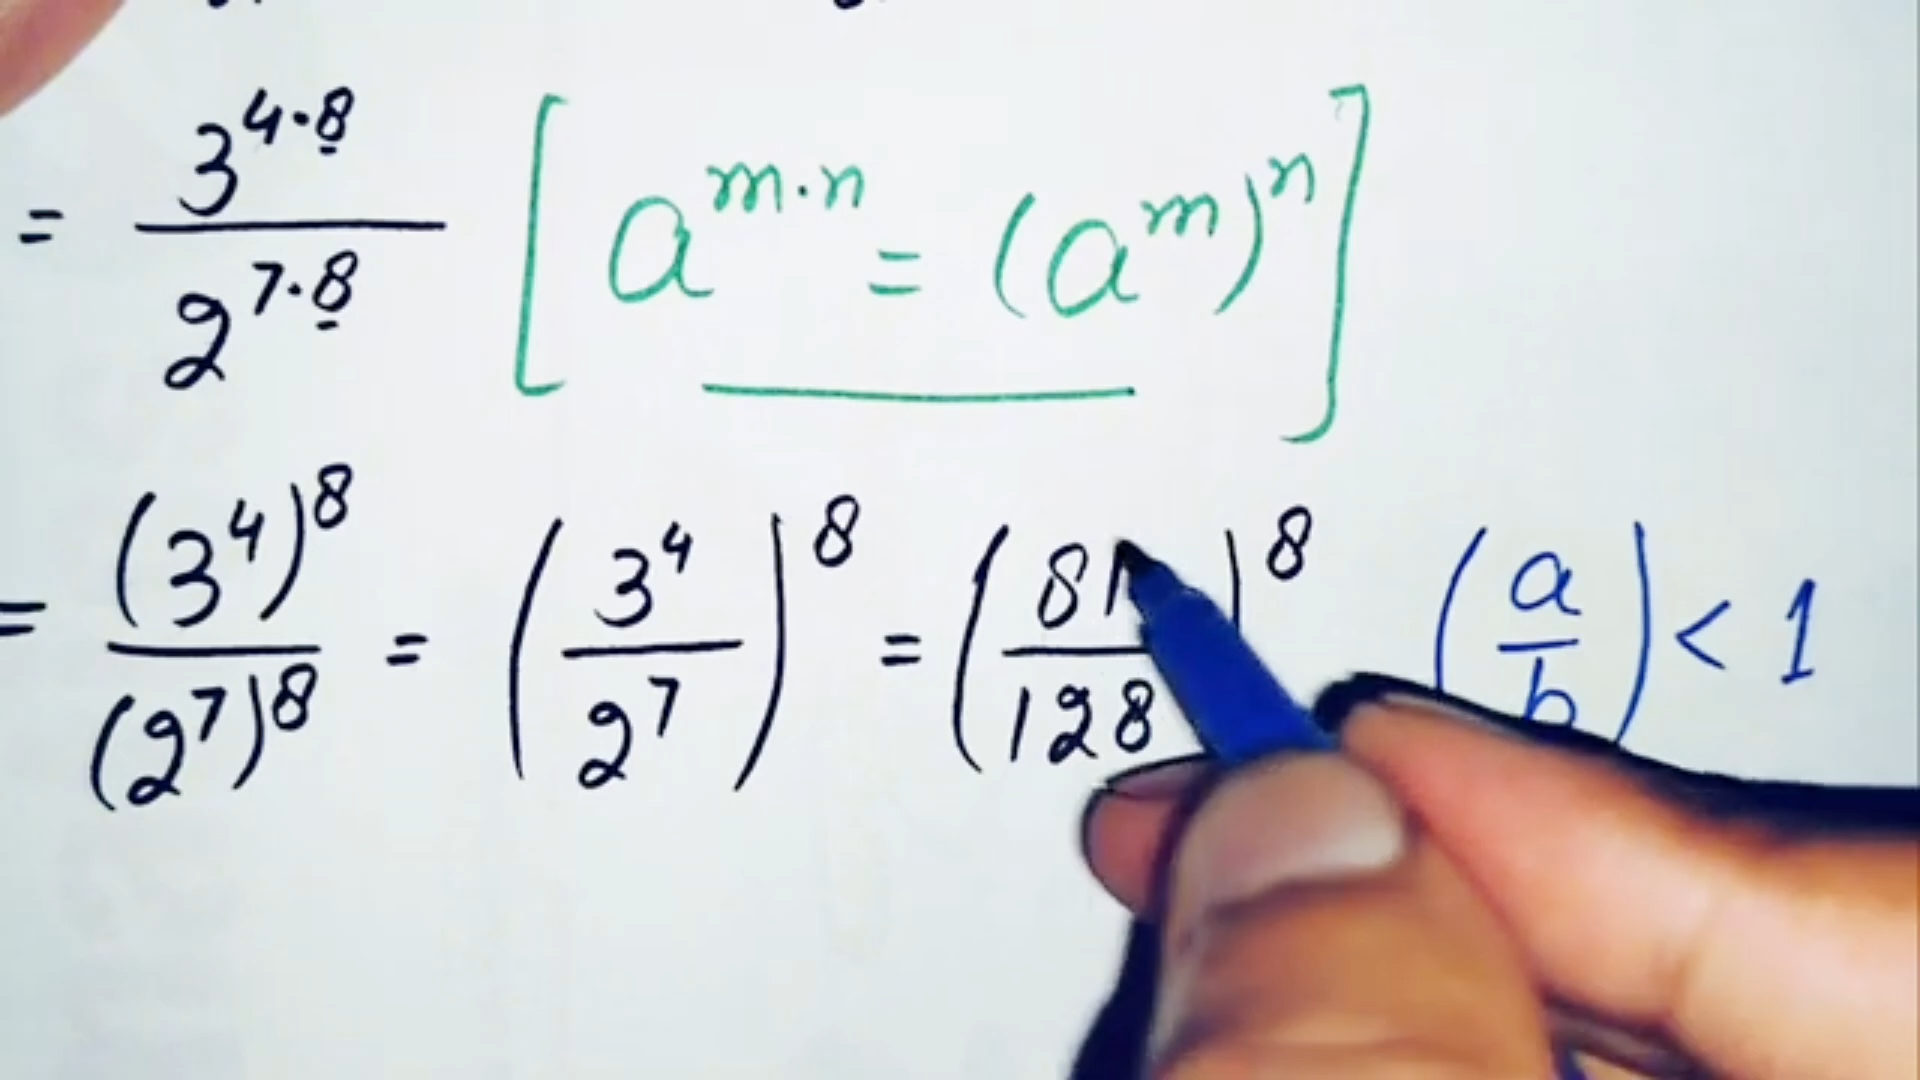 = 3^{4·8} / 2^{7·8} [a^{m·n} = (a^m)^n]
= (3^4)^8 / (2^7)^8 = (3^4 / 2^7)^8 = (81 / 128)^8 (a / b) < 1